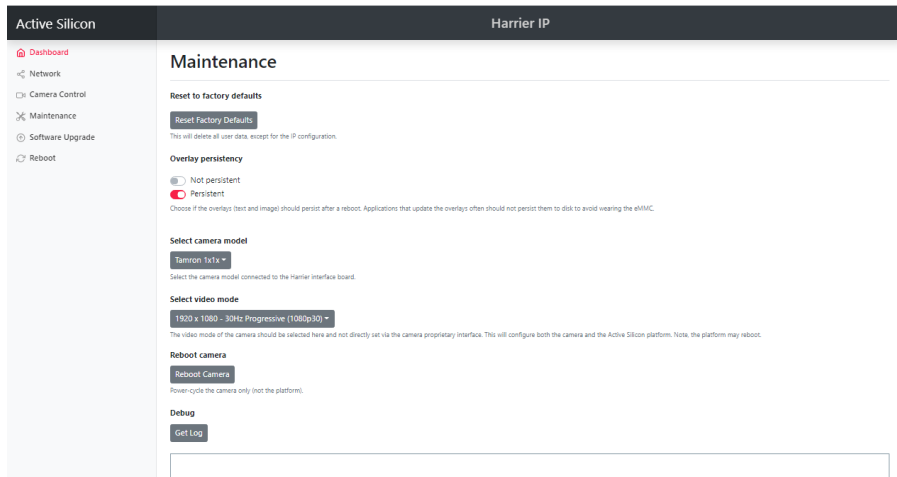 Active Silicon
Harrier IP
Dashboard
Network
Camera Control
Maintenance
Software Upgrade
Reboot
Maintenance
Reset to factory defaults
Reset Factory Defaults
This will delete all user data, except for the IP configuration.
Overlay persistency
Not persistent
Persistent
Choose if the overlays (text and image) should persist after a reboot. Applications that update the overlays often should not persist them to disk to avoid wearing the eMMC.
Select camera model
Tamron 1x1x
Select the camera model connected to the Harrier interface board.
Select video mode
1920 x 1080 - 30Hz Progressive (1080p30)
The video mode of the camera should be selected here and not directly set via the camera proprietary interface. This will configure both the camera and the Active Silicon platform. Note, the platform may reboot.
Reboot camera
Reboot Camera
Power-cycle the camera only (not the platform).
Debug
Get Log